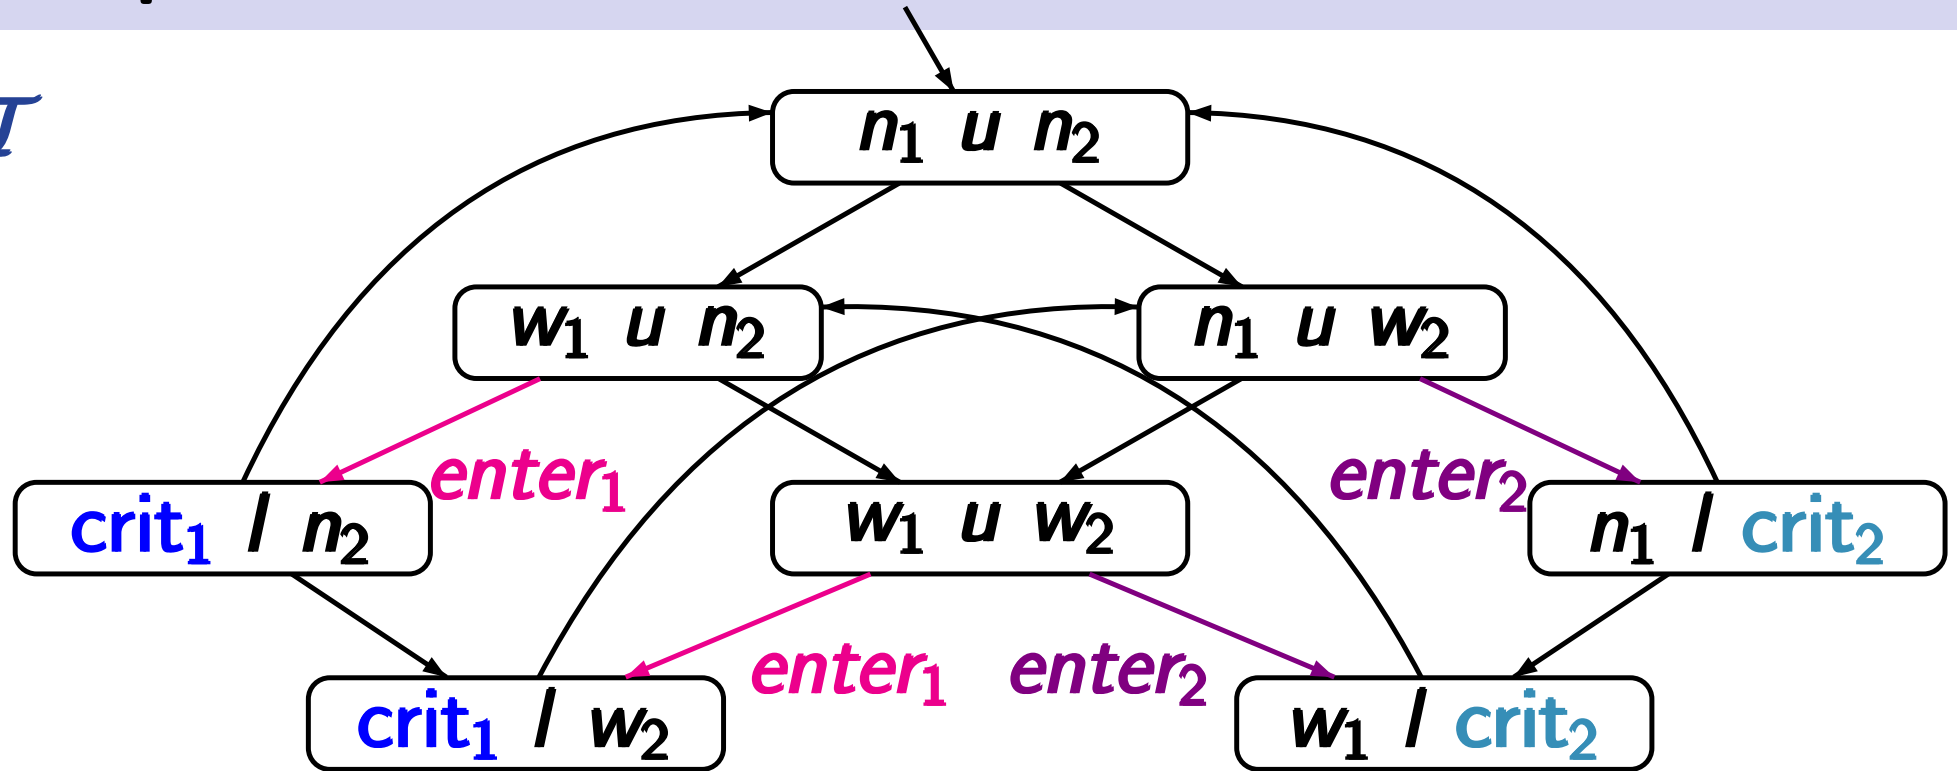 n₁ u n₂
w₁ u n₂ n₁ u w₂
enter₁ enter₂
crit₁ l n₂ w₁ u w₂ n₁ l crit₂
enter₁ enter₂
crit₁ l w₂ w₁ l crit₂